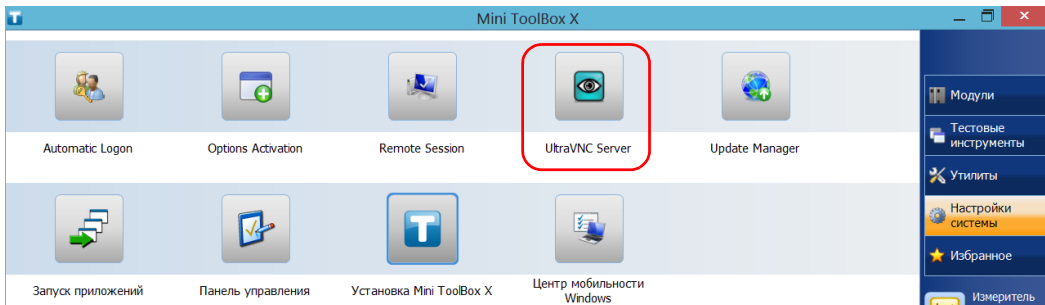 Mini ToolBox X
Automatic Logon
Options Activation
Remote Session
UltraVNC Server
Update Manager
Запуск приложений
Панель управления
Установка Mini ToolBox X
Центр мобильности
Windows
Модули
Тестовые
инструменты
Утилиты
Настройки
системы
Избранное
Измеритель